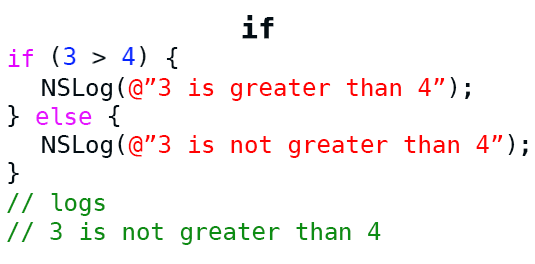 if
if (3 > 4) {
NSLog(@”3 is greater than 4”);
} else {
NSLog(@”3 is not greater than 4”);
}
// logs
// 3 is not greater than 4